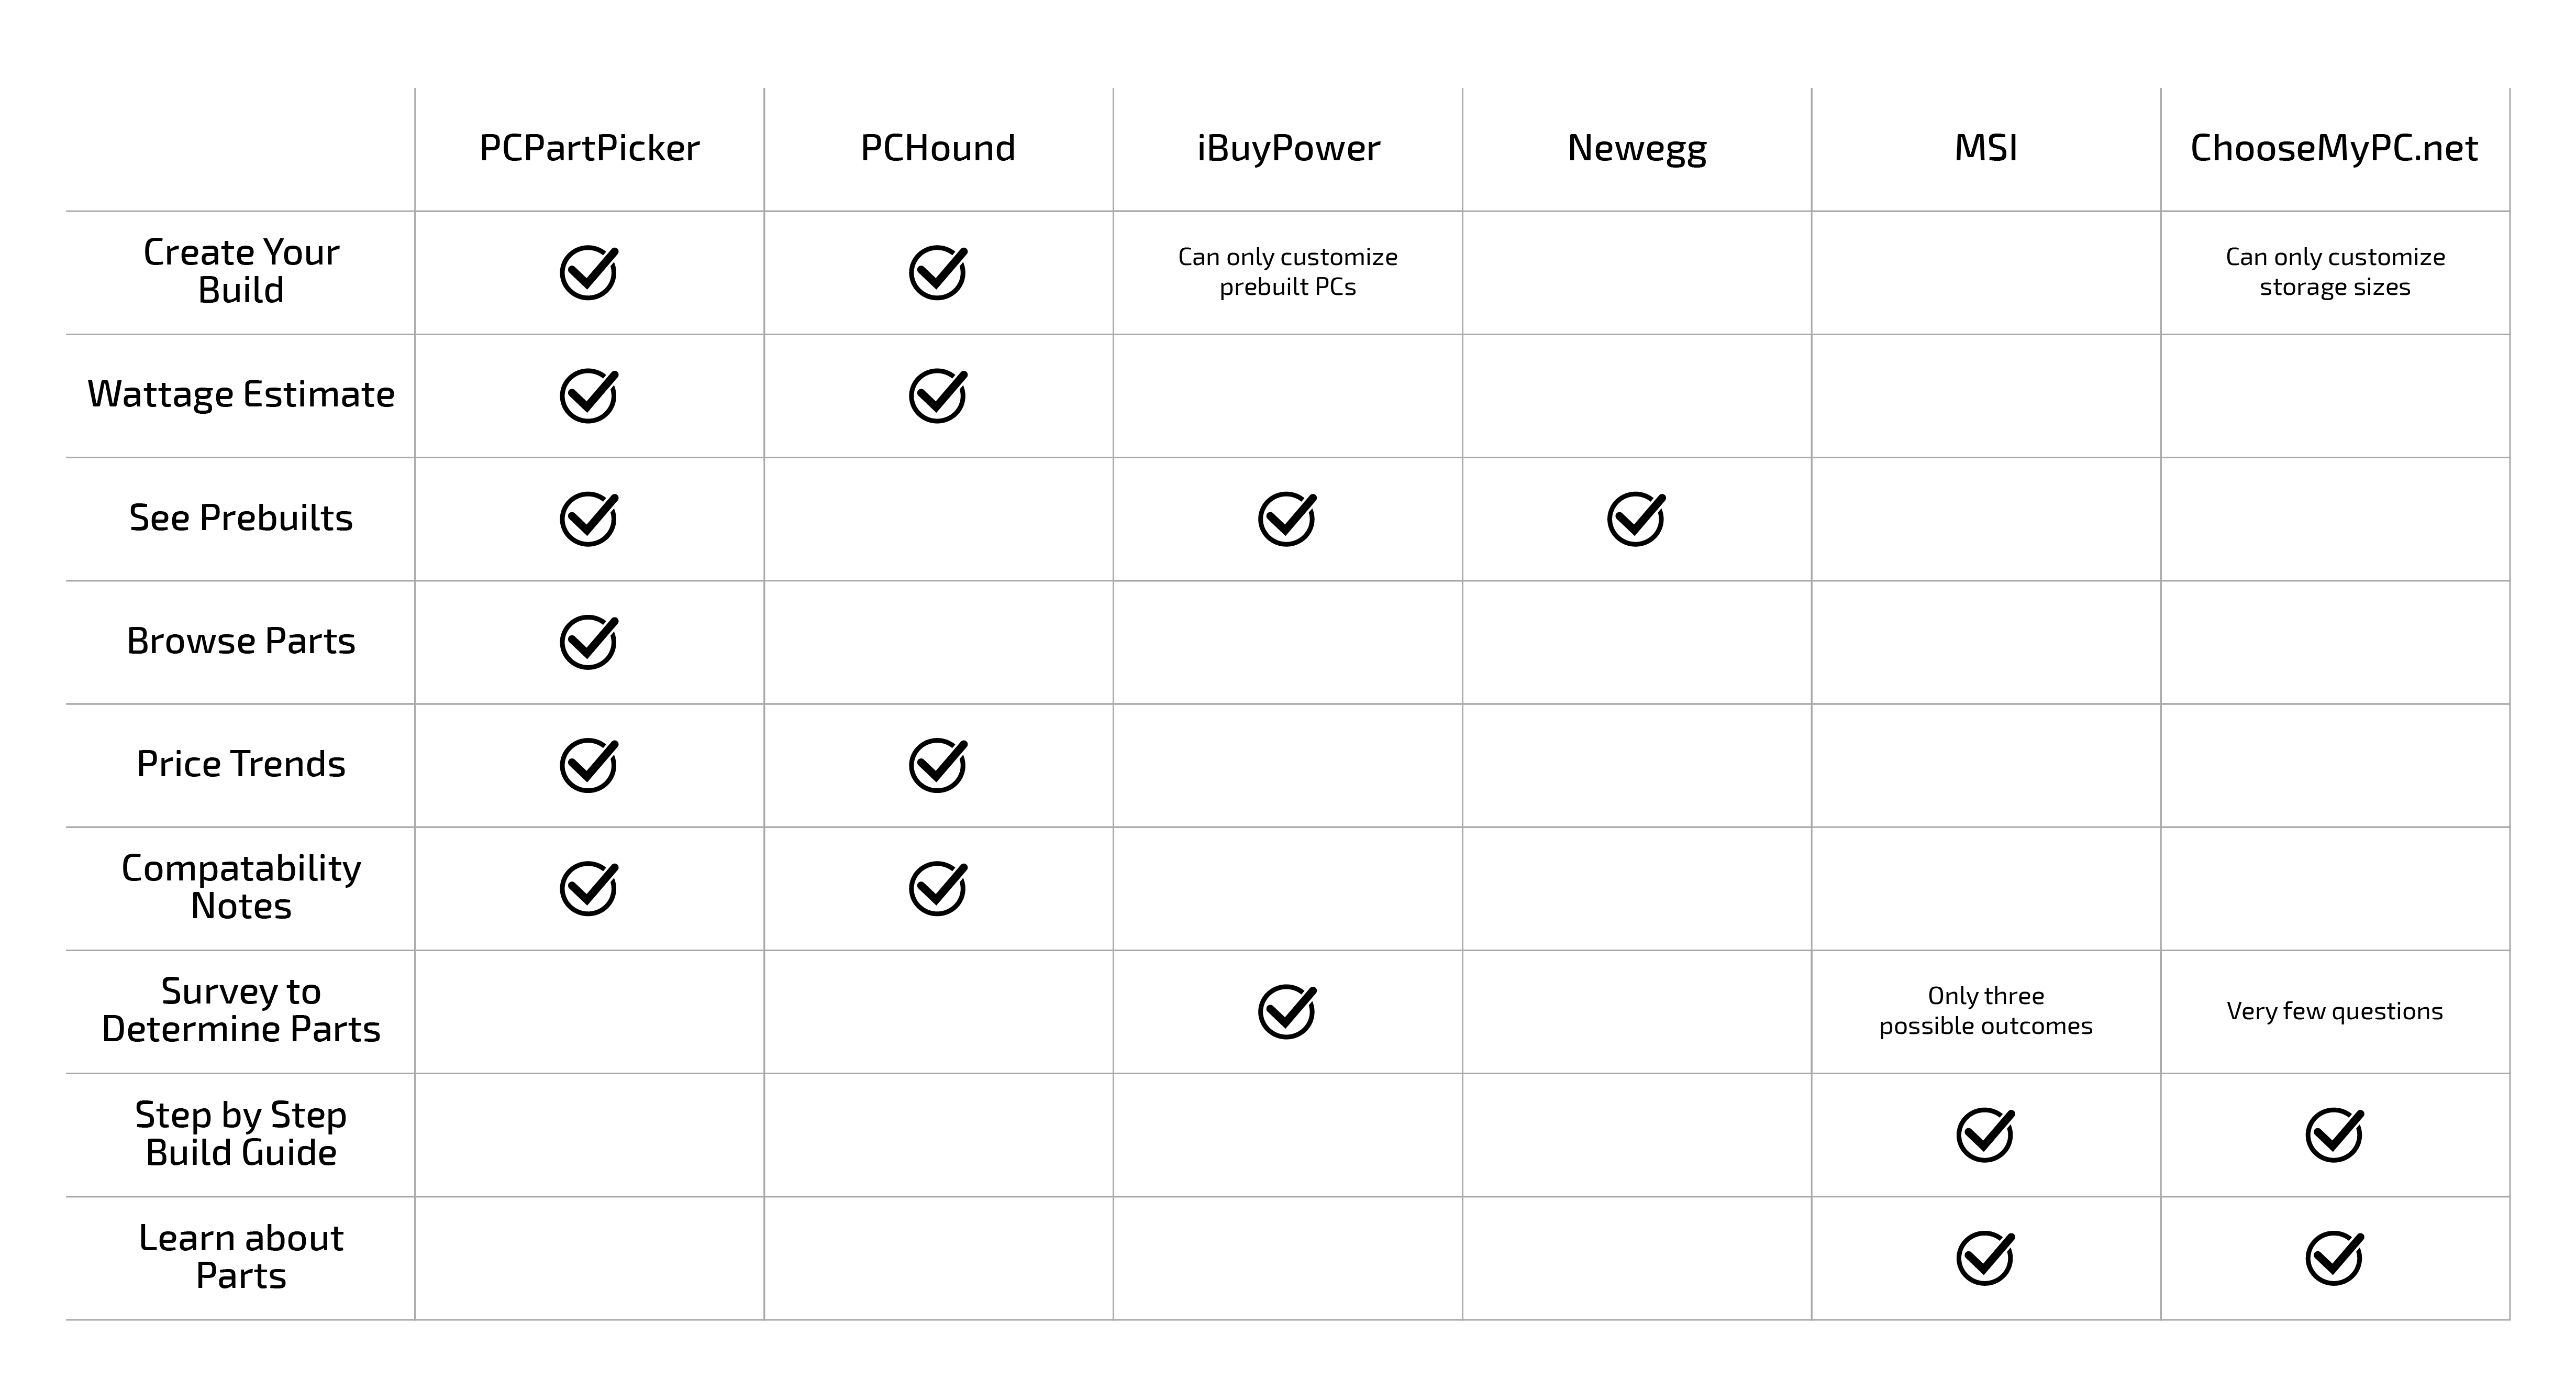 PCPartPicker
PCHound
iBuyPower
Newegg
MSI
ChooseMyPC.net
Create Your
Build
Can only customize
prebuilt PCs
Can only customize
storage sizes
Wattage Estimate
See Prebuilts
Browse Parts
Price Trends
Compatability
Notes
Survey to
Determine Parts
Only three
possible outcomes
Very few questions
Step by Step
Build Guide
Learn about
Parts